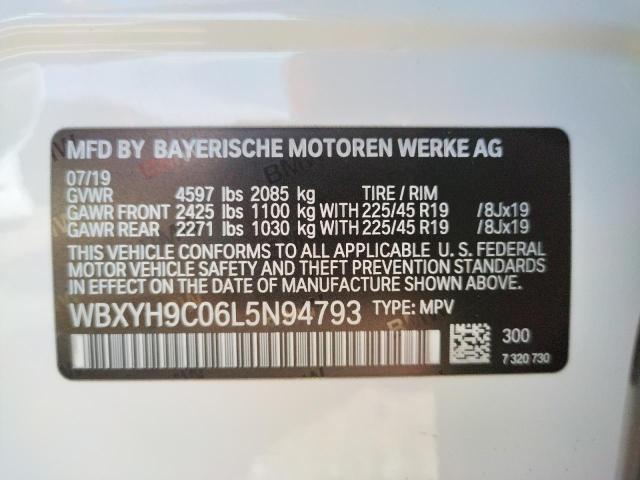 MFD BY BAYERISCHE MOTOREN WERKE AG
07/19
GVWR 4597 lbs 2085 kg TIRE / RIM
GAWR FRONT 2425 lbs 1100 kg WITH 225/45 R19 /8Jx19
GAWR REAR 2271 lbs 1030 kg WITH 225/45 R19 /8Jx19
THIS VEHICLE CONFORMS TO ALL APPLICABLE U. S. FEDERAL
MOTOR VEHICLE SAFETY AND THEFT PREVENTION STANDARDS
IN EFFECT ON THE DATE OF MANUFACTURE SHOWN ABOVE.
WBXYH9C06L5N94793 TYPE: MPV
300
7 320 730